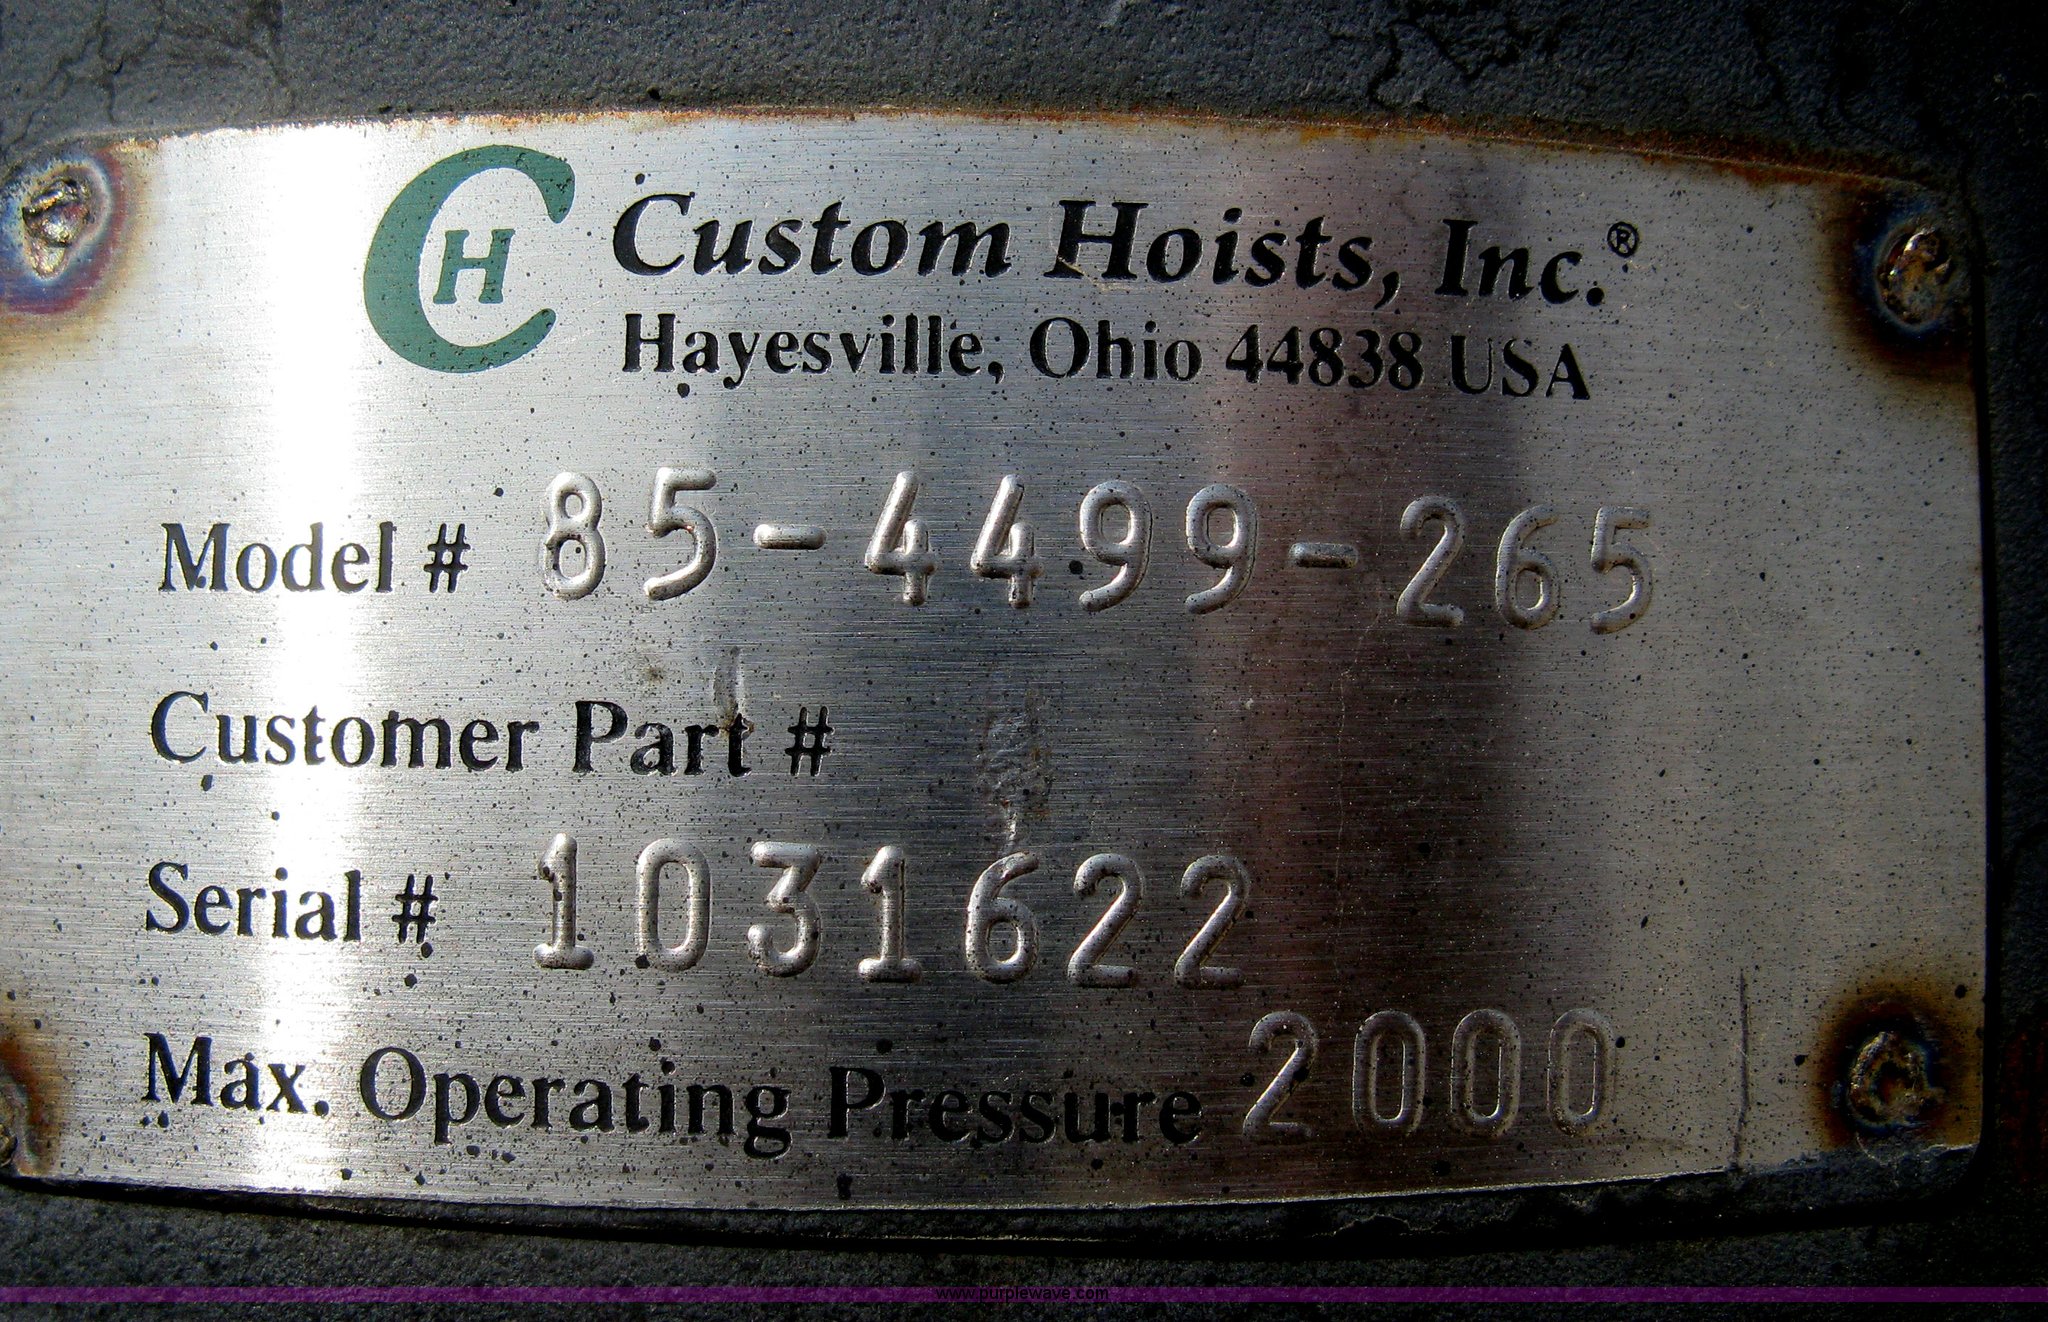 CH Custom Hoists, Inc.®
Hayesville, Ohio 44838 USA
Model # 85-4499-265
Customer Part #
Serial # 1031622
Max. Operating Pressure 2000
www.purplewave.com